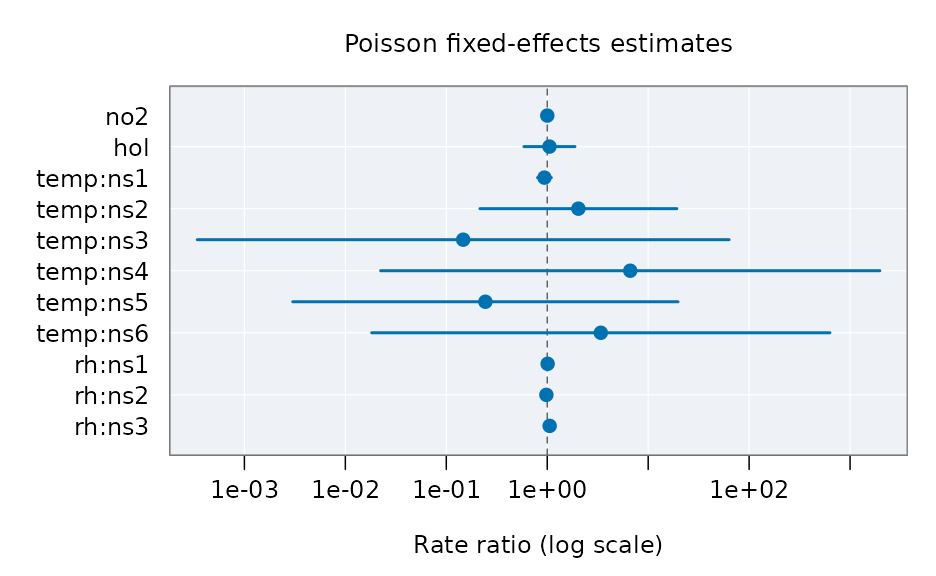 Poisson fixed-effects estimates
no2
hol
temp:ns1
temp:ns2
temp:ns3
temp:ns4
temp:ns5
temp:ns6
rh:ns1
rh:ns2
rh:ns3
1e-03 1e-02 1e-01 1e+00 1e+02
Rate ratio (log scale)